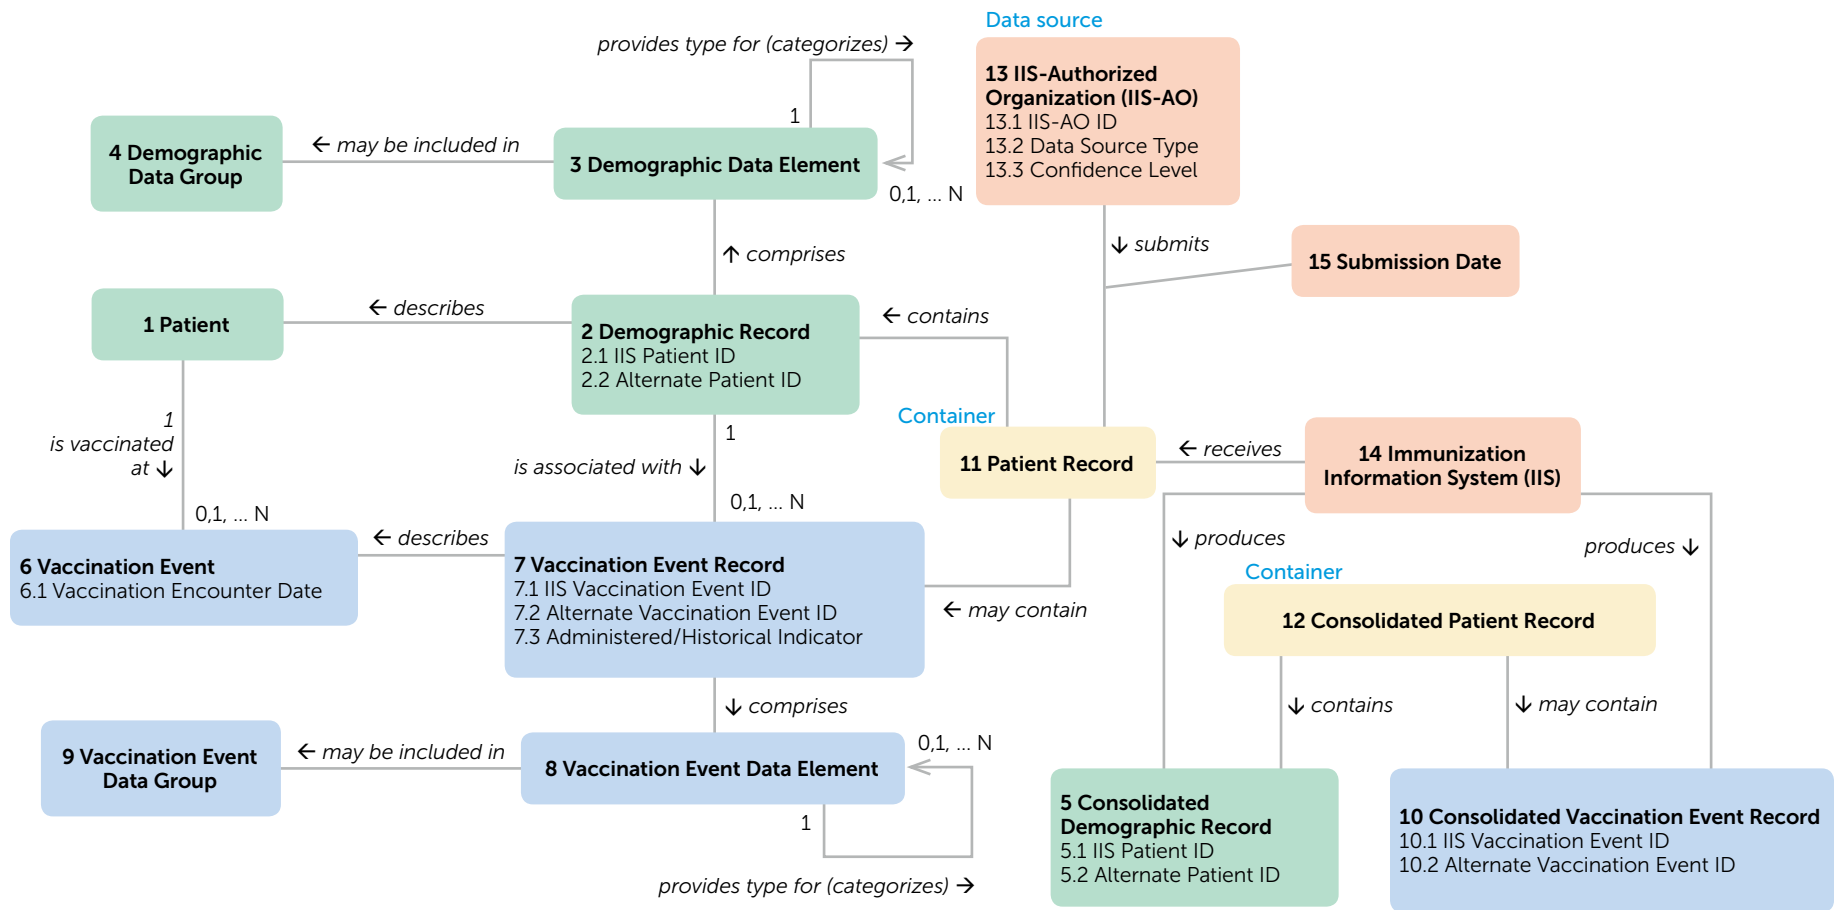 Data source
provides type for (categorizes) →
13 IIS-Authorized
Organization (IIS-AO)
13.1 IIS-AO ID
13.2 Data Source Type
13.3 Confidence Level
1
4 Demographic
Data Group
← may be included in
3 Demographic Data Element
0,1, ... N
↓ submits
15 Submission Date
↑ comprises
1 Patient
← describes
2 Demographic Record
2.1 IIS Patient ID
2.2 Alternate Patient ID
← contains
Container
1
is vaccinated
at ↓
0,1, ... N
1
is associated with ↓
0,1, ... N
11 Patient Record
← receives
14 Immunization
Information System (IIS)
↓ produces
produces ↓
6 Vaccination Event
6.1 Vaccination Encounter Date
← describes
7 Vaccination Event Record
7.1 IIS Vaccination Event ID
7.2 Alternate Vaccination Event ID
7.3 Administered/Historical Indicator
← may contain
Container
12 Consolidated Patient Record
↓ comprises
↓ contains
↓ may contain
9 Vaccination Event
Data Group
← may be included in
8 Vaccination Event Data Element
0,1, ... N
1
provides type for (categorizes) →
5 Consolidated
Demographic Record
5.1 IIS Patient ID
5.2 Alternate Patient ID
10 Consolidated Vaccination Event Record
10.1 IIS Vaccination Event ID
10.2 Alternate Vaccination Event ID